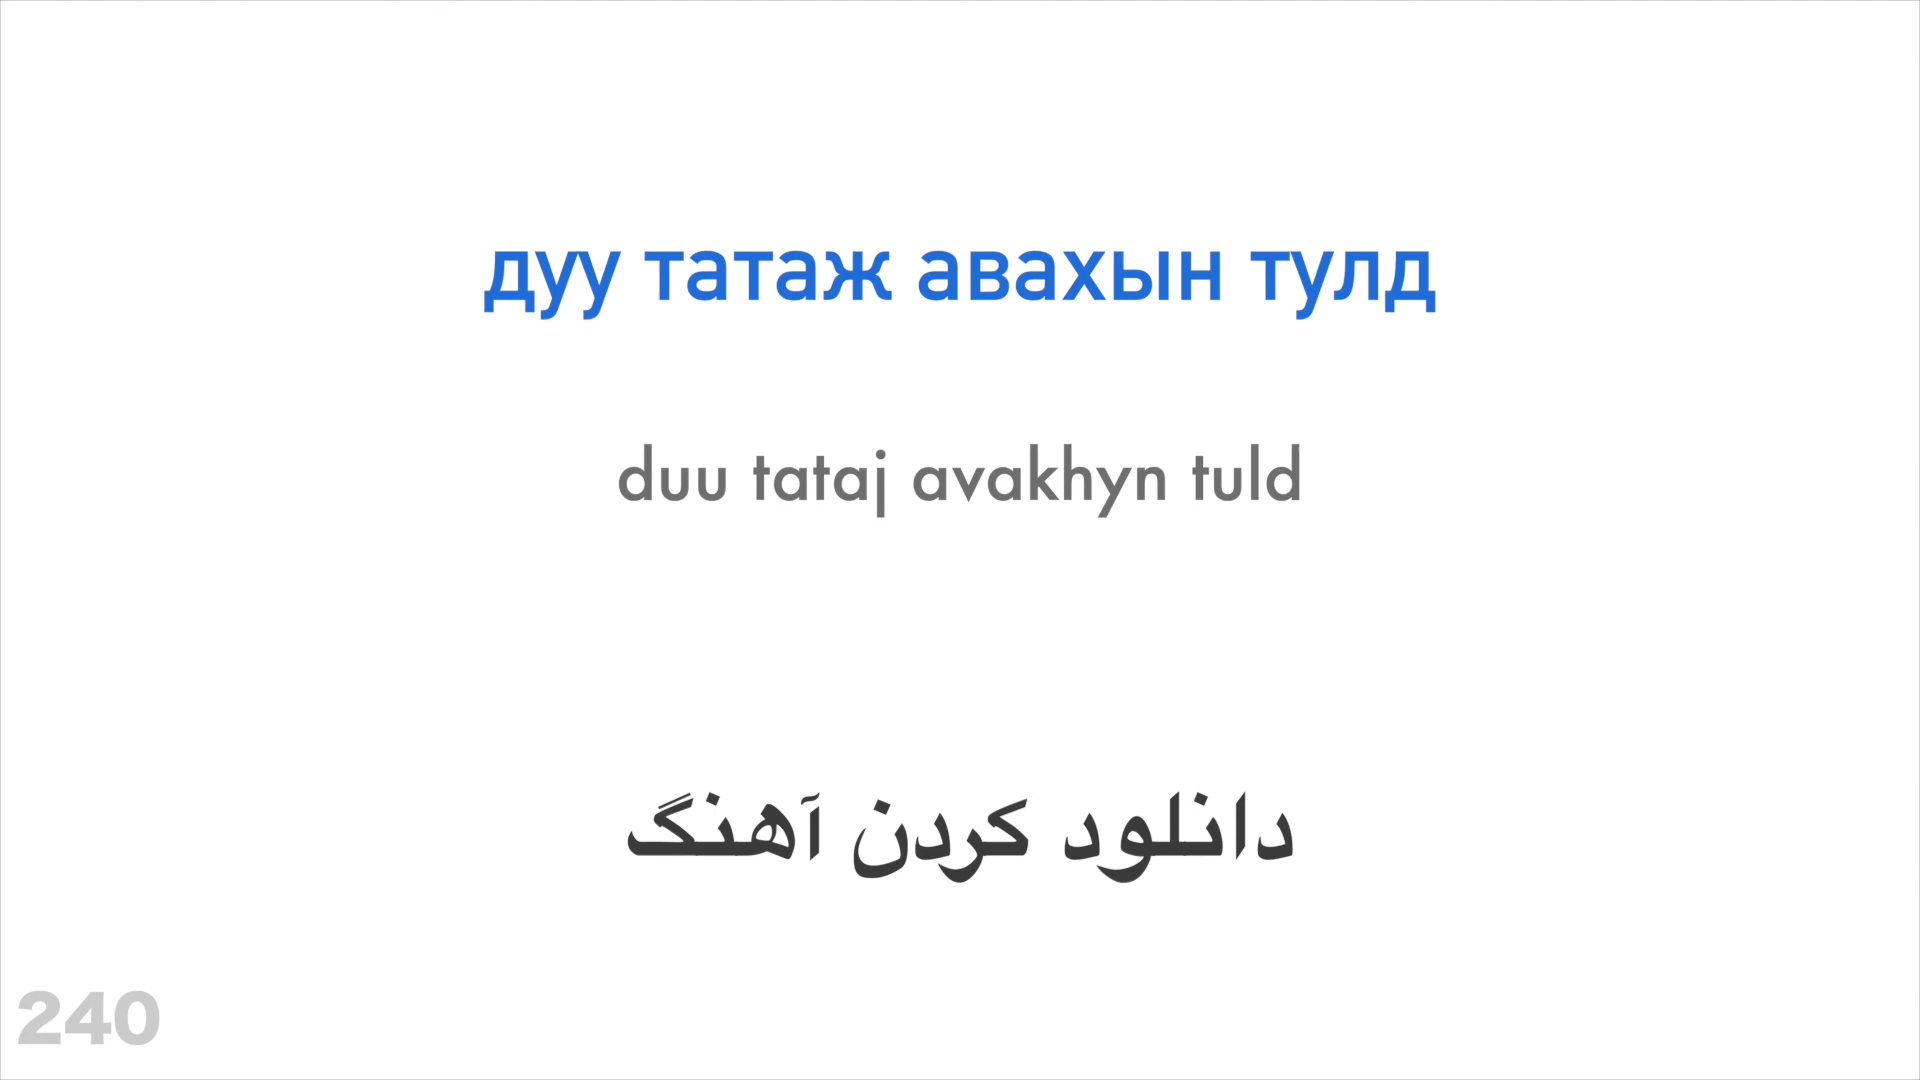 дуу татаж авахын тулд
duu tataj avakhyn tuld
دانلود کردن آهنگ
240